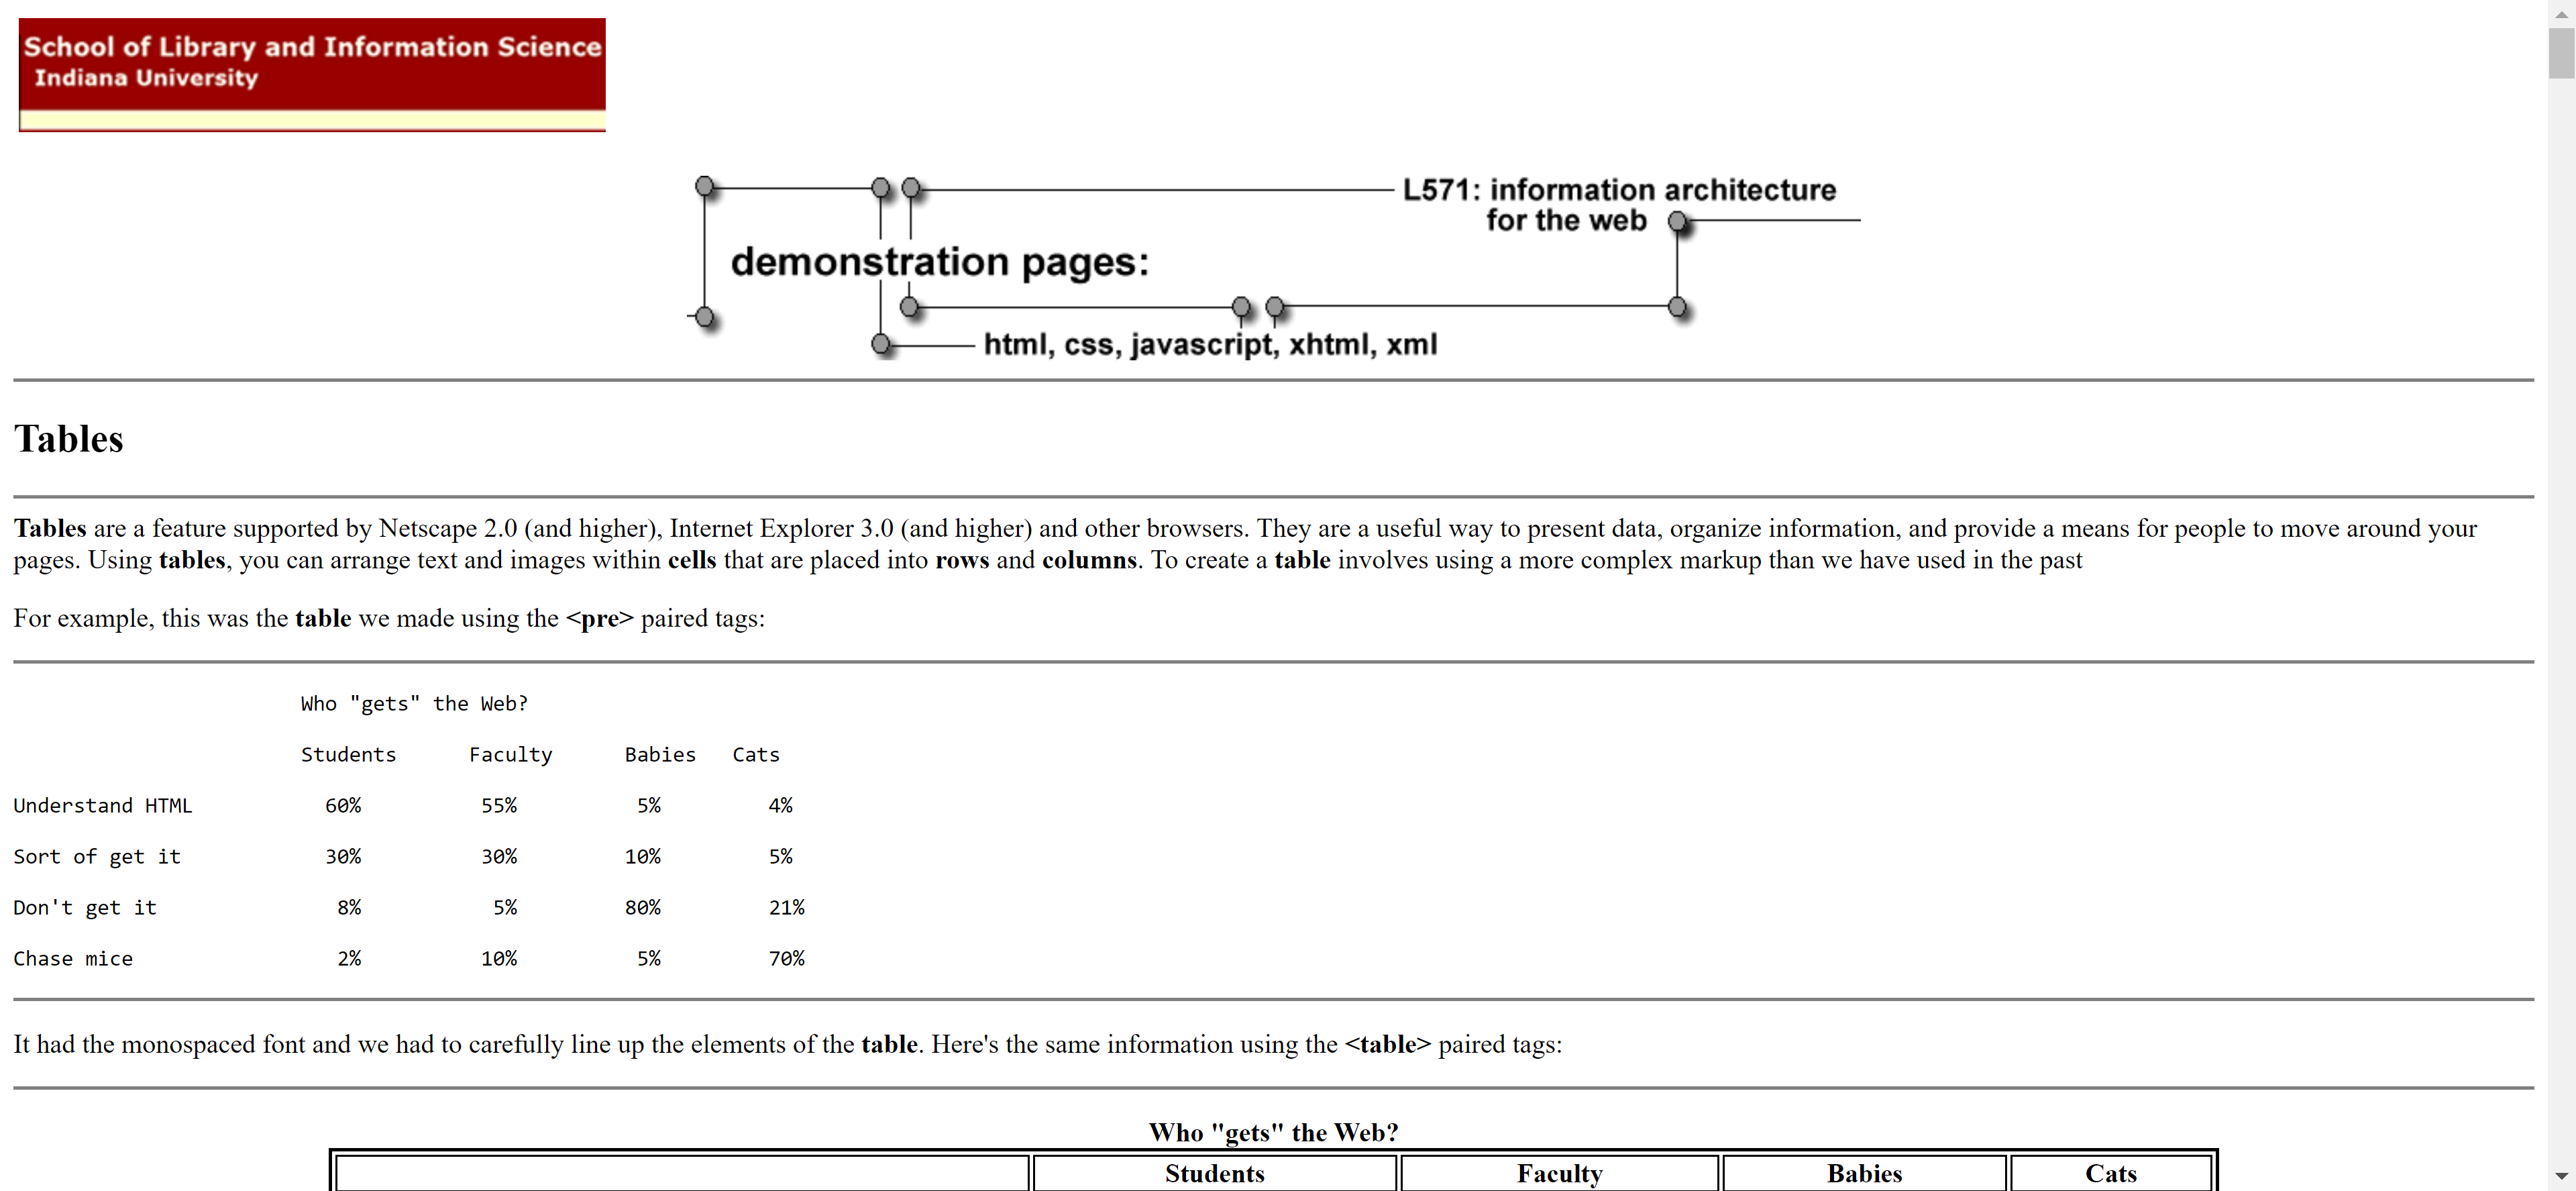 School of Library and Information Science
Indiana University
L571: information architecture
for the web
demonstration pages:
html, css, javascript, xhtml, xml
Tables
Tables are a feature supported by Netscape 2.0 (and higher), Internet Explorer 3.0 (and higher) and other browsers. They are a useful way to present data, organize information, and provide a means for people to move around your
pages. Using tables, you can arrange text and images within cells that are placed into rows and columns. To create a table involves using a more complex markup than we have used in the past
For example, this was the table we made using the <pre> paired tags:
Who "gets" the Web?
Students Faculty Babies Cats
Understand HTML 60% 55% 5% 4%
Sort of get it 30% 30% 10% 5%
Don't get it 8% 5% 80% 21%
Chase mice 2% 10% 5% 70%
It had the monospaced font and we had to carefully line up the elements of the table. Here's the same information using the <table> paired tags:
Who "gets" the Web?
Students Faculty Babies Cats